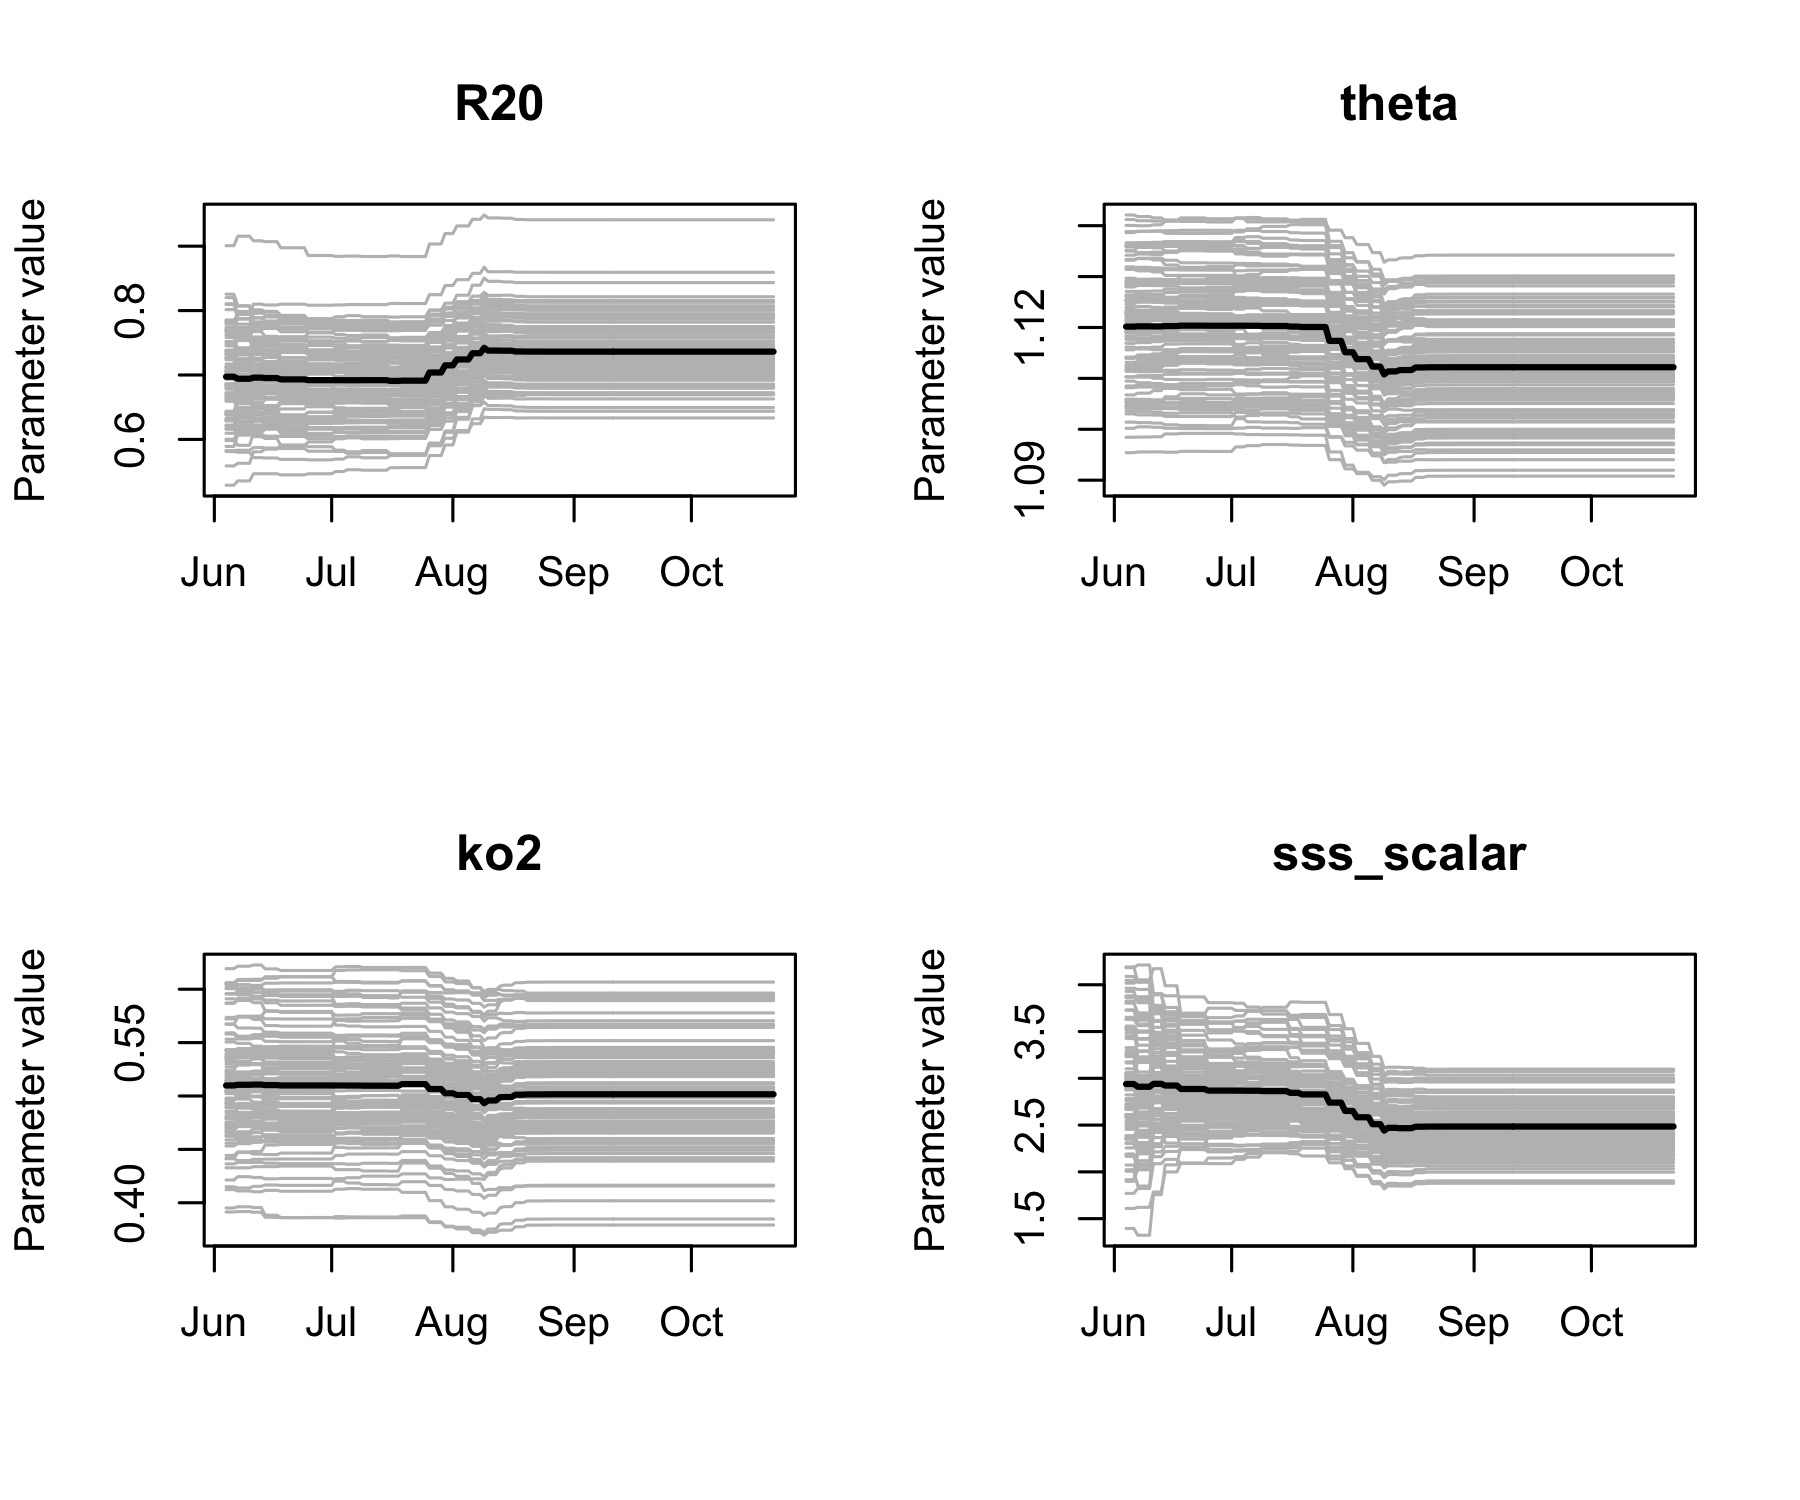 R20
Parameter value
0.8
0.6
Jun Jul Aug Sep Oct
theta
Parameter value
1.12
1.09
Jun Jul Aug Sep Oct
ko2
Parameter value
0.55
0.40
Jun Jul Aug Sep Oct
sss_scalar
Parameter value
3.5
2.5
1.5
Jun Jul Aug Sep Oct